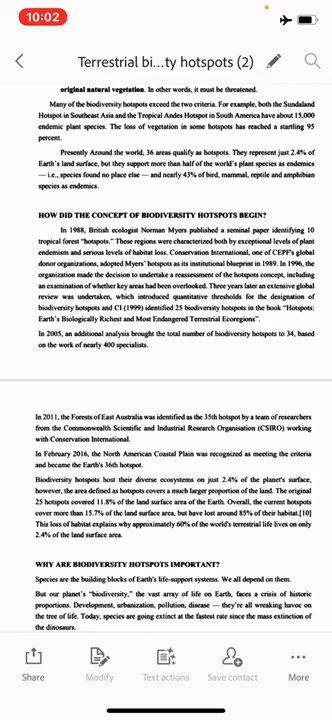 10:02
Terrestrial bi...ty hotspots (2)
original natural vegetation. In other words, it must be threatened.
Many of the biodiversity hotspots exceed the two criteria. For example, both the Sundaland
Hotspot in Southeast Asia and the Tropical Andes Hotspot in South America have about 15,000
endemic plant species. The loss of vegetation in some hotspots has reached a startling 95
percent.
Presently Around the world, 36 areas qualify as hotspots. They represent just 2.4% of
Earth's land surface, but they support more than half of the world's plant species as endemics
— i.e., species found no place else — and nearly 43% of bird, mammal, reptile and amphibian
species as endemics.
HOW DID THE CONCEPT OF BIODIVERSITY HOTSPOTS BEGIN?
In 1988, British ecologist Norman Myers published a seminal paper identifying 10
tropical forest "hotspots." These regions were characterized both by exceptional levels of plant
endemism and serious levels of habitat loss. Conservation International, one of CEPF's global
donor organizations, adopted Myers' hotspots as its institutional blueprint in 1989. In 1996, the
organization made the decision to undertake a reassessment of the hotspots concept, including
an examination of whether key areas had been overlooked. Three years later an extensive global
review was undertaken, which introduced quantitative thresholds for the designation of
biodiversity hotspots and CI (1999) identified 25 biodiversity hotspots in the book "Hotspots:
Earth's Biologically Richest and Most Endangered Terrestrial Ecoregions".
In 2005, an additional analysis brought the total number of biodiversity hotspots to 34, based
on the work of nearly 400 specialists.
In 2011, the Forests of East Australia was identified as the 35th hotspot by a team of researchers
from the Commonwealth Scientific and Industrial Research Organisation (CSIRO) working
with Conservation International.
In February 2016, the North American Coastal Plain was recognized as meeting the criteria
and became the Earth's 36th hotspot.
Biodiversity hotspots host their diverse ecosystems on just 2.4% of the planet's surface,
however, the area defined as hotspots covers a much larger proportion of the land. The original
25 hotspots covered 11.8% of the land surface area of the Earth. Overall, the current hotspots
cover more than 15.7% of the land surface area, but have lost around 85% of their habitat.[10]
This loss of habitat explains why approximately 60% of the world's terrestrial life lives on only
2.4% of the land surface area.
WHY ARE BIODIVERSITY HOTSPOTS IMPORTANT?
Species are the building blocks of Earth's life-support systems. We all depend on them.
But our planet's "biodiversity," the vast array of life on Earth, faces a crisis of historic
proportions. Development, urbanization, pollution, disease — they're all wreaking havoc on
the tree of life. Today, species are going extinct at the fastest rate since the mass extinction of
the dinosaurs.
Share Modify Text actions Save contact More